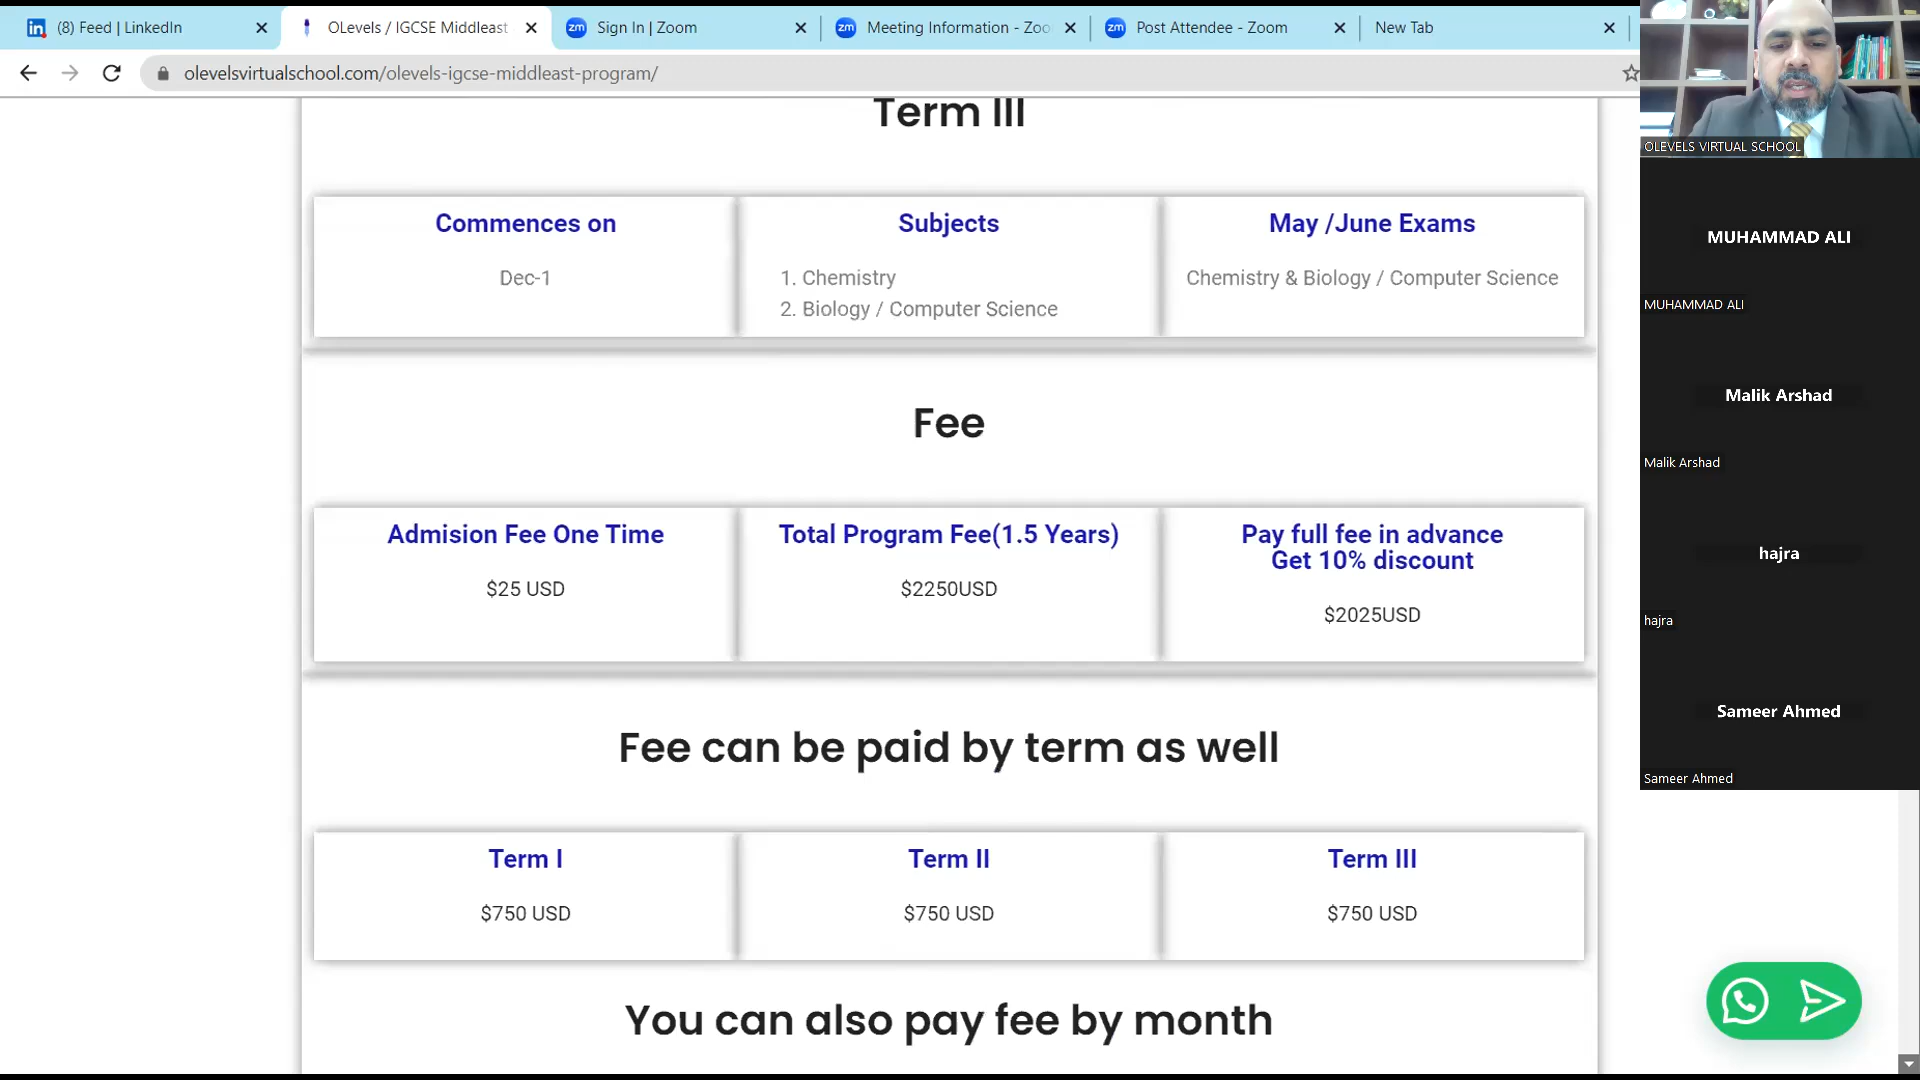 (8) Feed | LinkedIn
OLevels / IGCSE Middleast
Sign In | Zoom
Meeting Information - Zoo
Post Attendee - Zoom
New Tab
olevelsvirtualschool.com/olevels-igcse-middleast-program/
OLEVELS VIRTUAL SCHOOL
Term III
Commences on
Dec-1
Subjects
1. Chemistry
2. Biology / Computer Science
May /June Exams
Chemistry & Biology / Computer Science
Fee
Admision Fee One Time
$25 USD
Total Program Fee(1.5 Years)
$2250USD
Pay full fee in advance
Get 10% discount
$2025USD
Fee can be paid by term as well
Term I
$750 USD
Term II
$750 USD
Term III
$750 USD
You can also pay fee by month
MUHAMMAD ALI
MUHAMMAD ALI
Malik Arshad
Malik Arshad
hajra
hajra
Sameer Ahmed
Sameer Ahmed